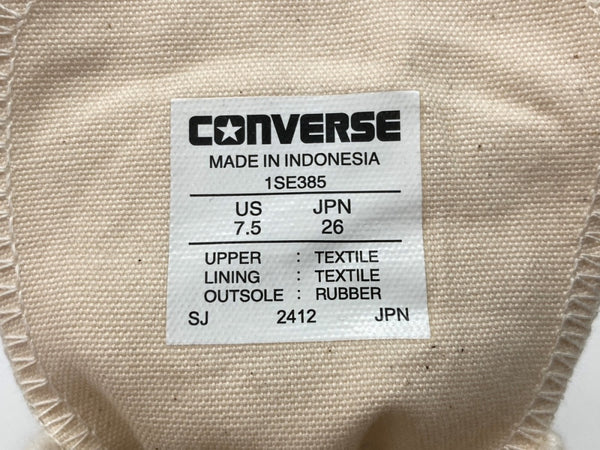 CONVERSE
MADE IN INDONESIA
1SE385
US JPN
7.5 26
UPPER : TEXTILE
LINING : TEXTILE
OUTSOLE : RUBBER
SJ 2412 JPN